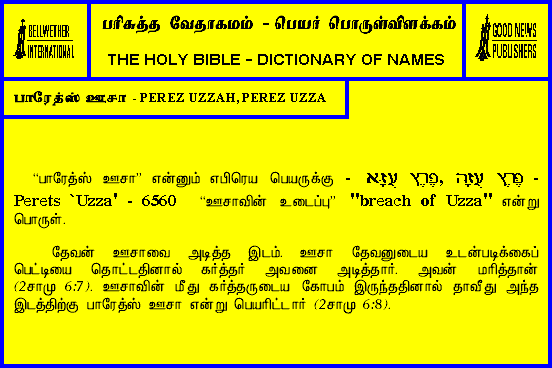 BELLWETHER
INTERNATIONAL
பரிசுத்த வேதாகமம் - பெயர் பொருள்விளக்கம்
THE HOLY BIBLE - DICTIONARY OF NAMES
GOOD NEWS
PUBLISHERS
பாரேத்ஸ் ஊசா - PEREZ UZZAH, PEREZ UZZA
“பாரேத்ஸ் ஊசா” என்னும் எபிரெய பெயருக்கு - פֶּרֶץ עֻזָּה, פֶּרֶץ עֻזָּא -
Perets `Uzza' - 6560 “ஊசாவின் உடைப்பு” "breach of Uzza" என்று
பொருள்.
தேவன் ஊசாவை அடித்த இடம். ஊசா தேவனுடைய உடன்படிக்கைப்
பெட்டியை தொட்டதினால் கர்த்தர் அவனை அடித்தார். அவன் மரித்தான்
(2சாமு 6:7). ஊசாவின் மீது கர்த்தருடைய கோபம் இருந்ததினால் தாவீது அந்த
இடத்திற்கு பாரேத்ஸ் ஊசா என்று பெயரிட்டார் (2சாமு 6:8).